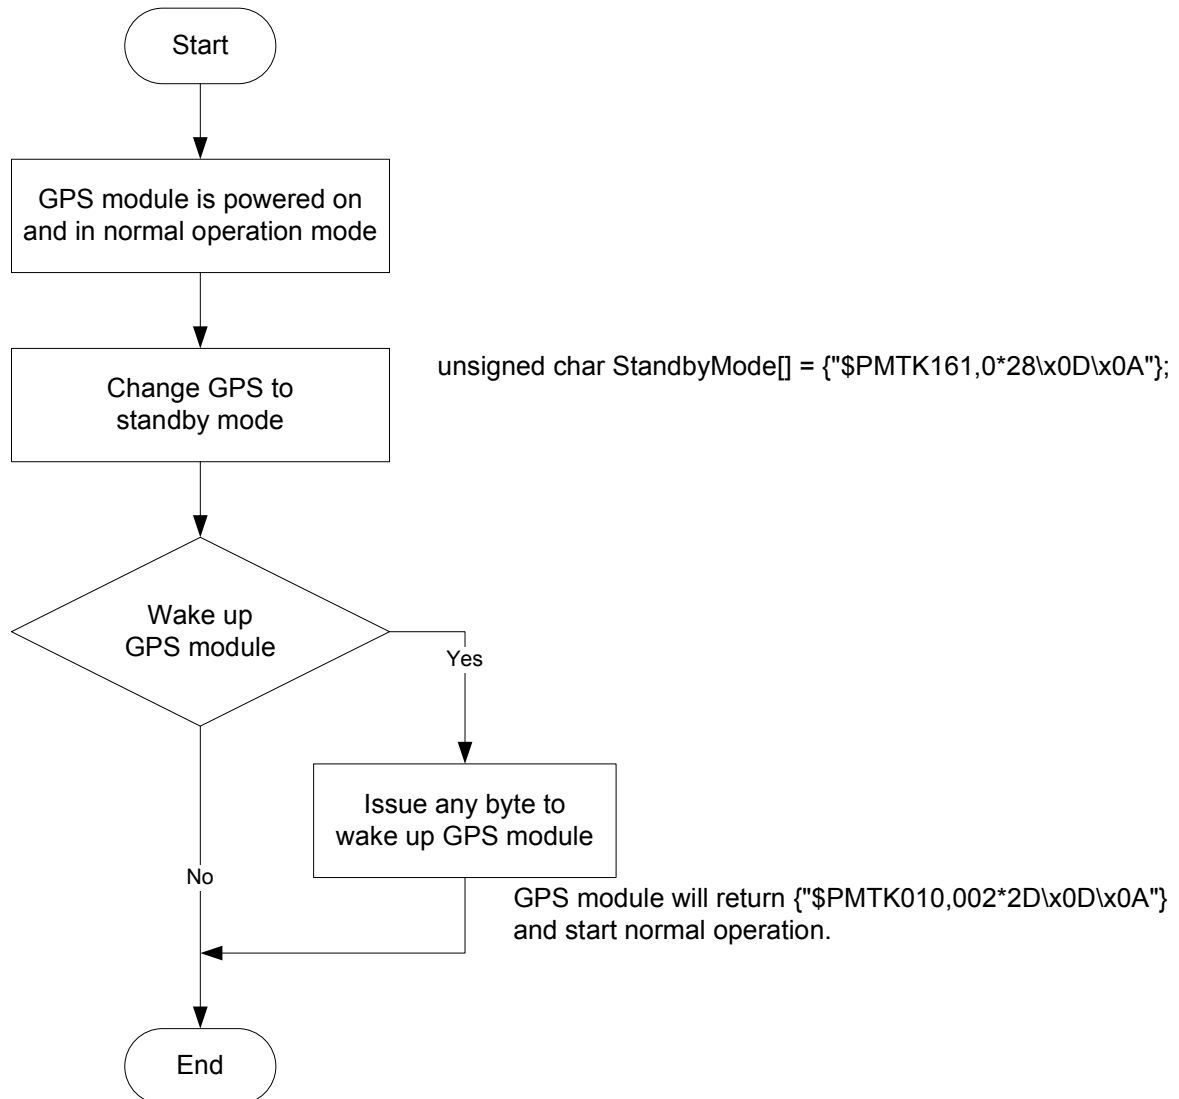 Start
GPS module is powered on
and in normal operation mode
Change GPS to
standby mode
unsigned char StandbyMode[] = {"$PMTK161,0*28\x0D\x0A"};
Wake up
GPS module
Yes
Issue any byte to
wake up GPS module
No
GPS module will return {"$PMTK010,002*2D\x0D\x0A"}
and start normal operation.
End